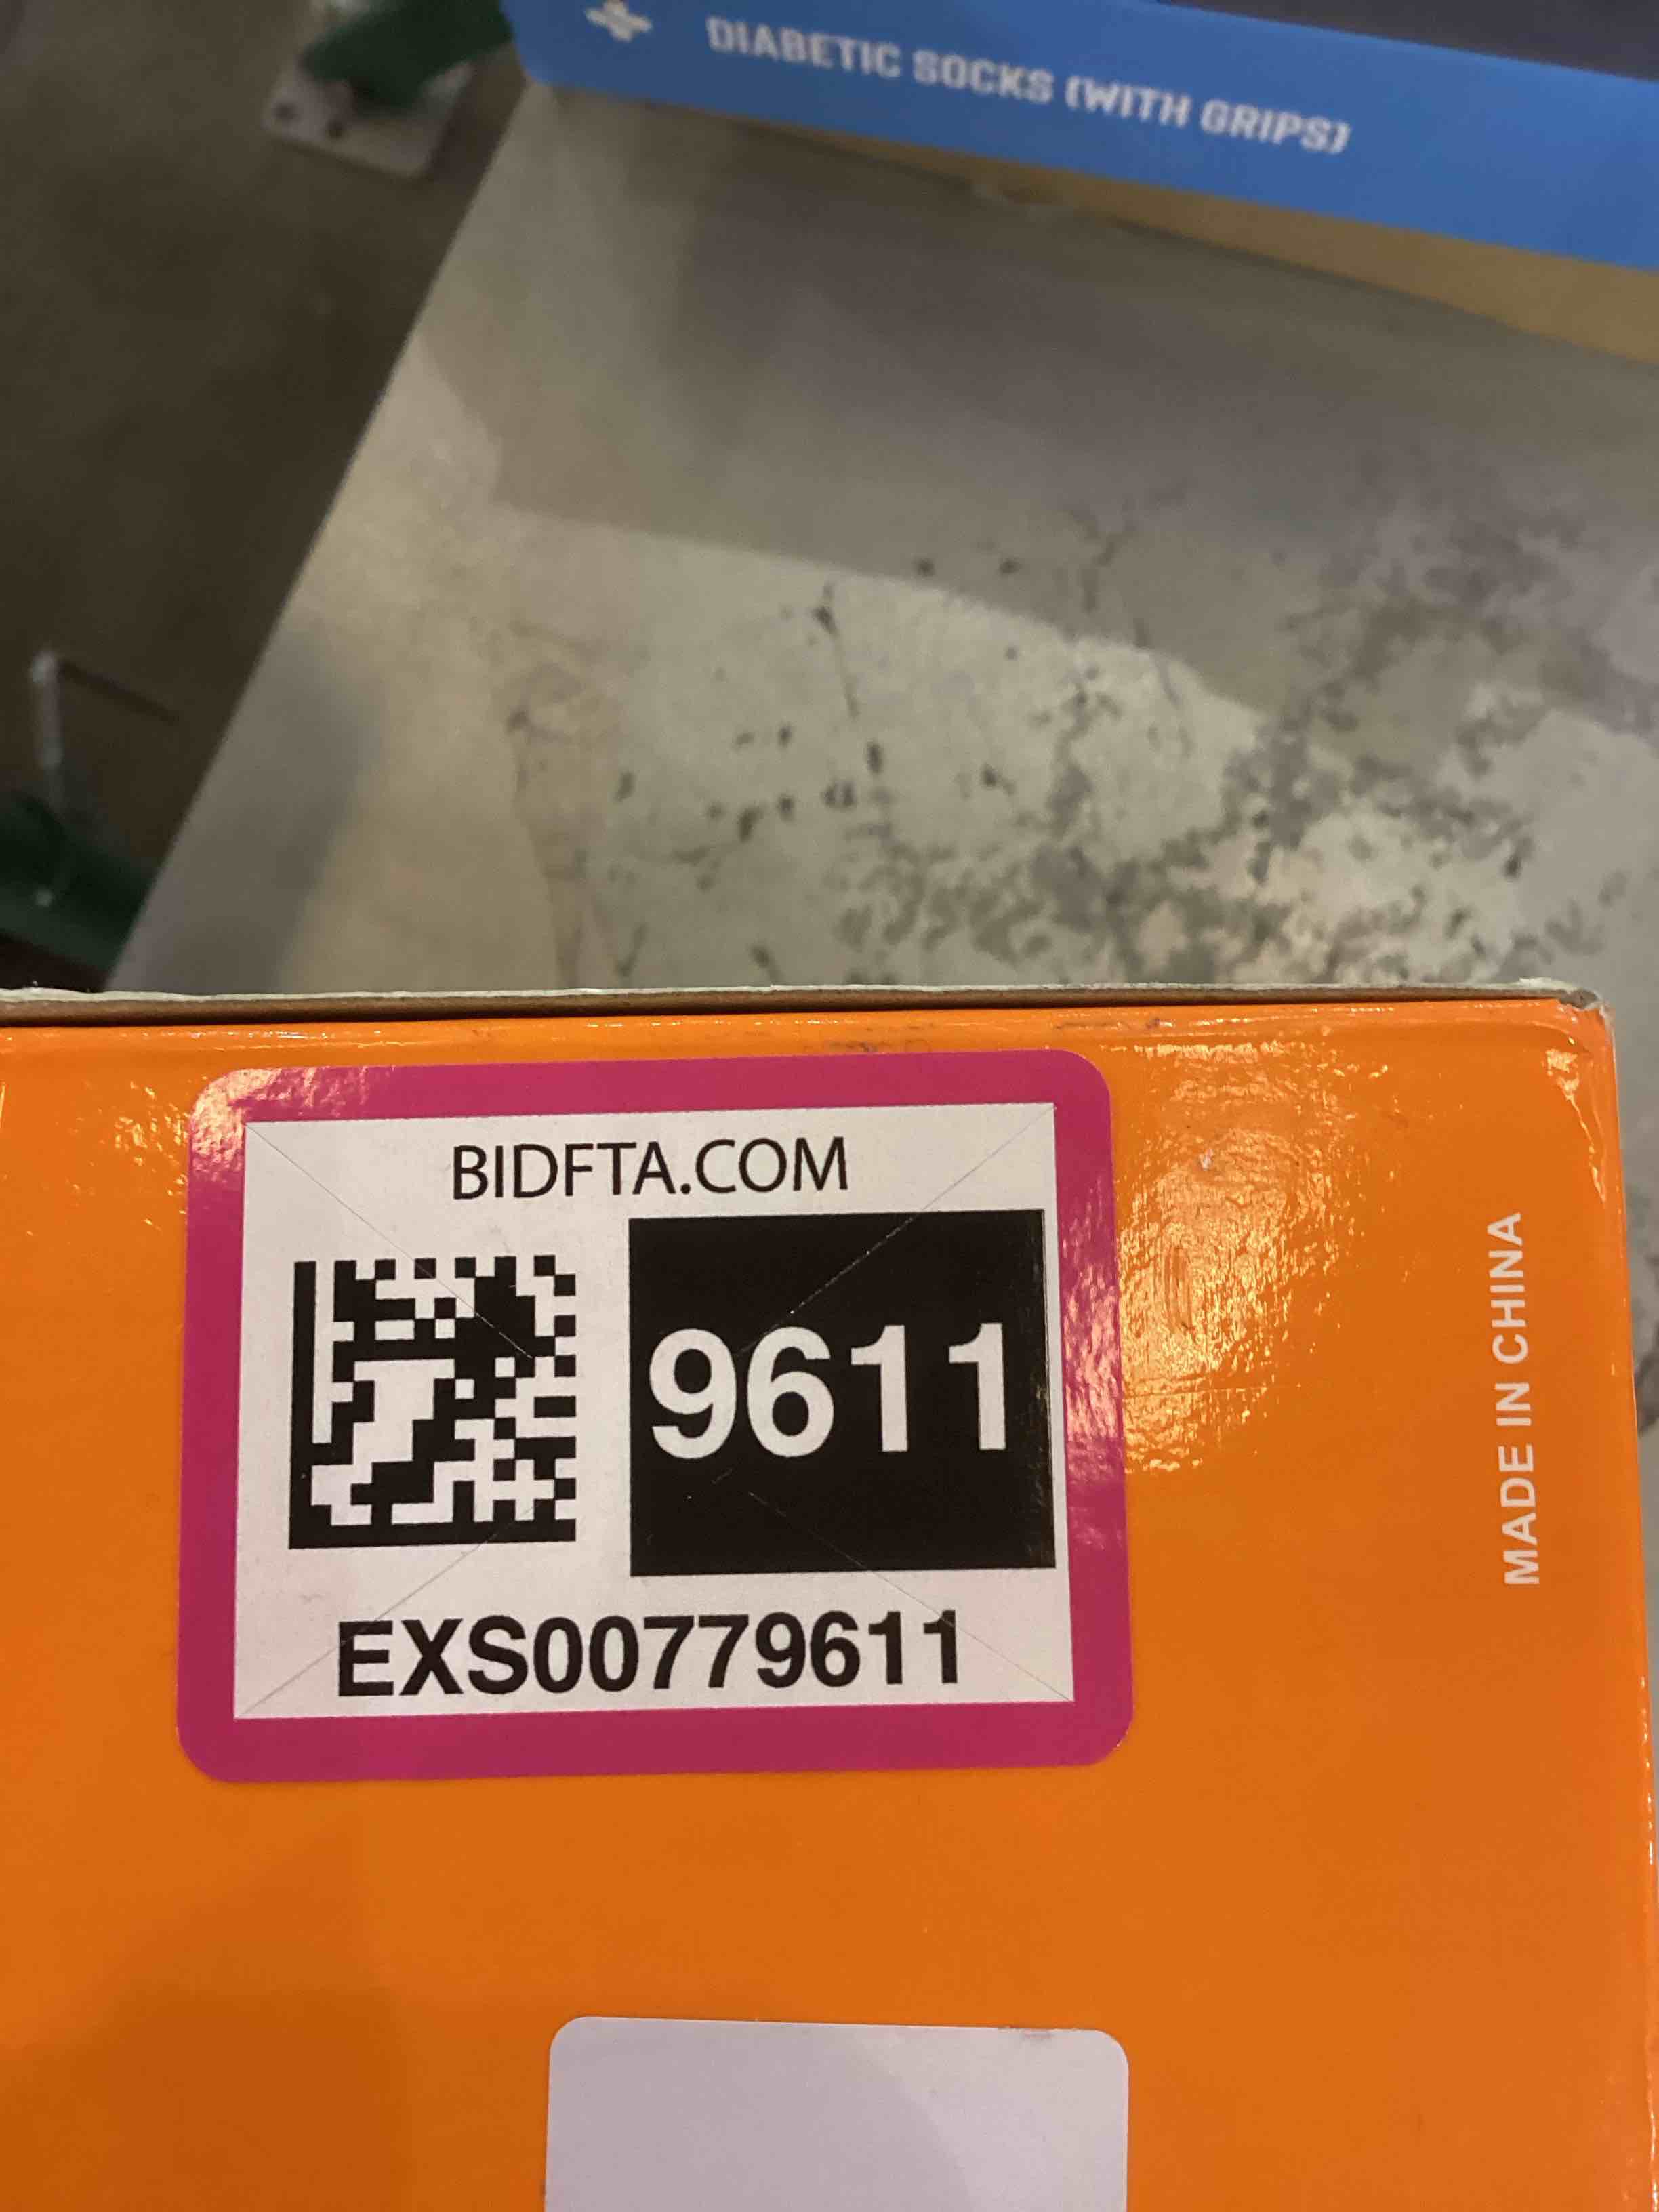 DIABETIC SOCKS (WITH GRIPS)
BIDFTA.COM
9611
EXS00779611
MADE IN CHINA